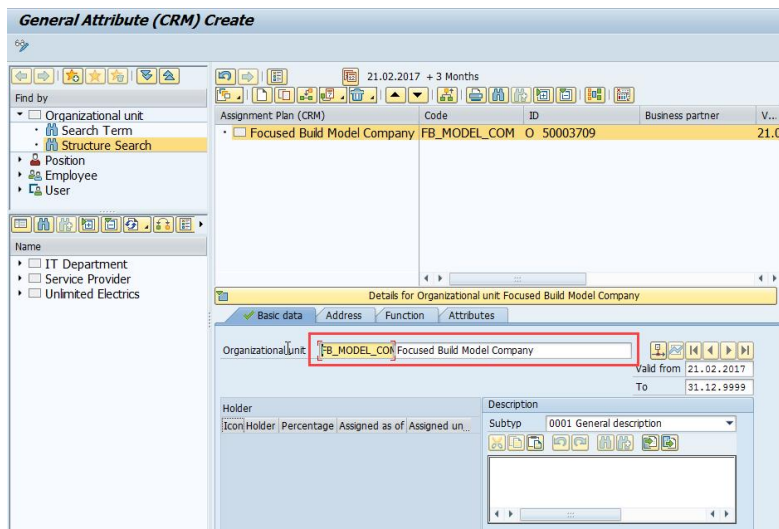 General Attribute (CRM) Create
21.02.2017 + 3 Months
Find by
Organizational unit
Search Term
Structure Search
Position
Employee
User
Assignment Plan (CRM) Code ID Business partner V...
Focused Build Model Company FB_MODEL_COM O 50003709 21.0
Name
IT Department
Service Provider
Unlimited Electrics
Details for Organizational unit Focused Build Model Company
Basic data Address Function Attributes
Organizational unit FB_MODEL_COM Focused Build Model Company
Valid from 21.02.2017
To 31.12.9999
Holder
Icon Holder Percentage Assigned as of Assigned un...
Description
Subtyp 0001 General description